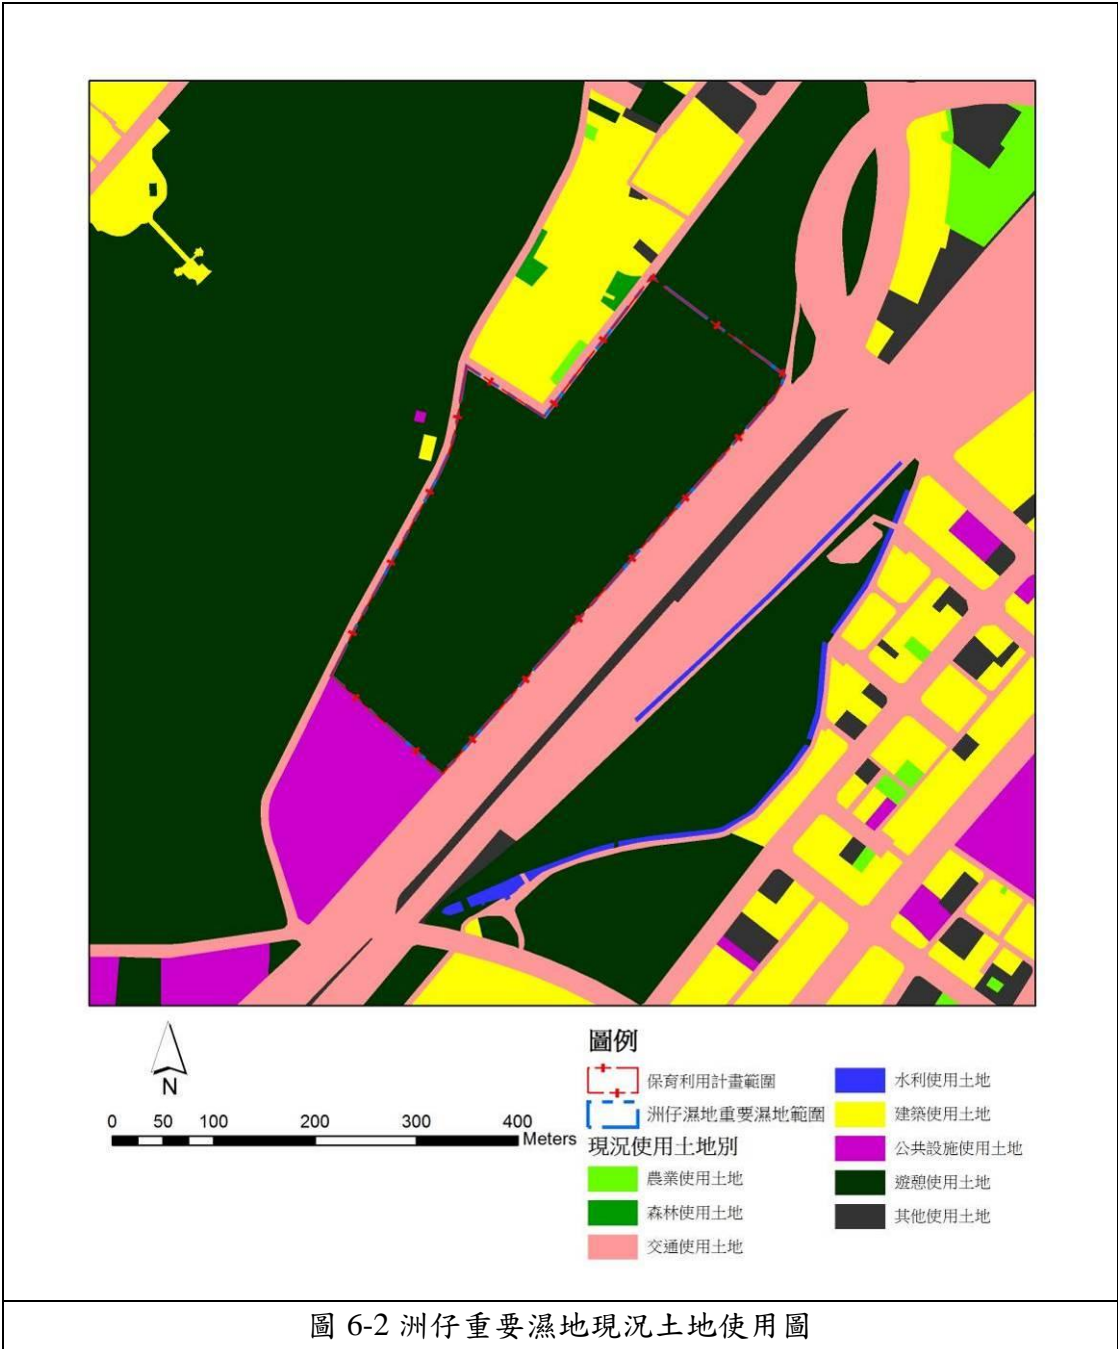 N
0 50 100 200 300 400
Meters
圖例
保育利用計畫範圍
洲仔濕地重要濕地範圍
現況使用土地別
農業使用土地
森林使用土地
交通使用土地
水利使用土地
建築使用土地
公共設施使用土地
遊憩使用土地
其他使用土地
圖 6-2 洲仔重要濕地現況土地使用圖